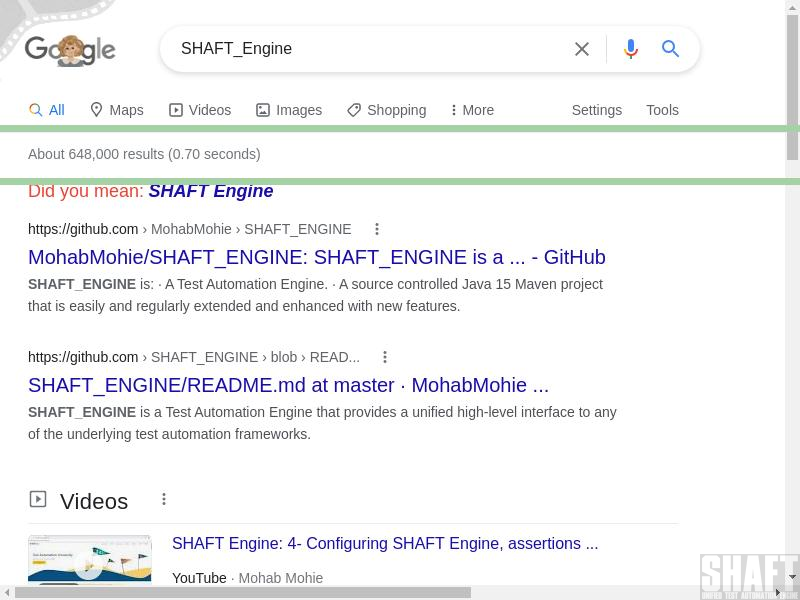 Google
SHAFT_Engine
All Maps Videos Images Shopping More Settings Tools
About 648,000 results (0.70 seconds)
Did you mean: SHAFT Engine
https://github.com › MohabMohie › SHAFT_ENGINE
MohabMohie/SHAFT_ENGINE: SHAFT_ENGINE is a ... - GitHub
SHAFT_ENGINE is: · A Test Automation Engine. · A source controlled Java 15 Maven project
that is easily and regularly extended and enhanced with new features.
https://github.com › SHAFT_ENGINE › blob › READ...
SHAFT_ENGINE/README.md at master · MohabMohie ...
SHAFT_ENGINE is a Test Automation Engine that provides a unified high-level interface to any
of the underlying test automation frameworks.
Videos
SHAFT Engine: 4- Configuring SHAFT Engine, assertions ...
YouTube · Mohab Mohie
SHAFT
UNIFIED TEST AUTOMATION ENGINE